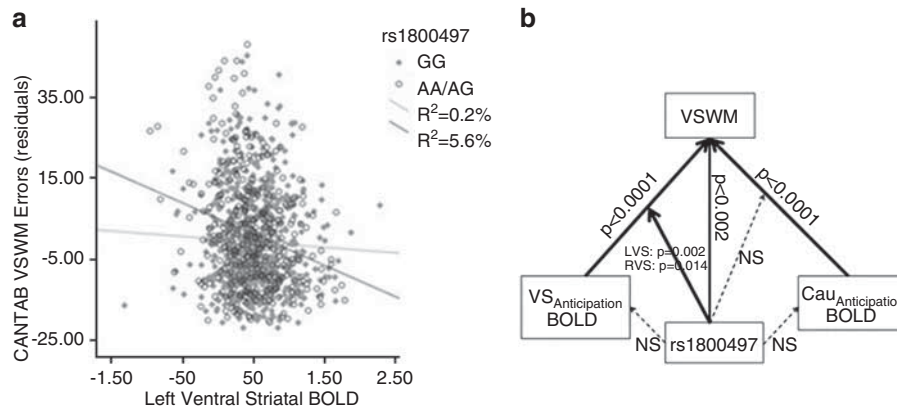 a
rs1800497
GG
AA/AG
R²=0.2%
R²=5.6%
CANTAB VSWM Errors (residuals)
35.00
15.00
-5.00
-25.00
-1.50
-50
50
1.50
2.50
Left Ventral Striatal BOLD
b
VSWM
p<0.0001
p<0.002
p<0.0001
LVS: p=0.002
RVS: p=0.014
NS
VS Anticipation
BOLD
Cau Anticipatio
BOLD
NS
rs1800497
NS